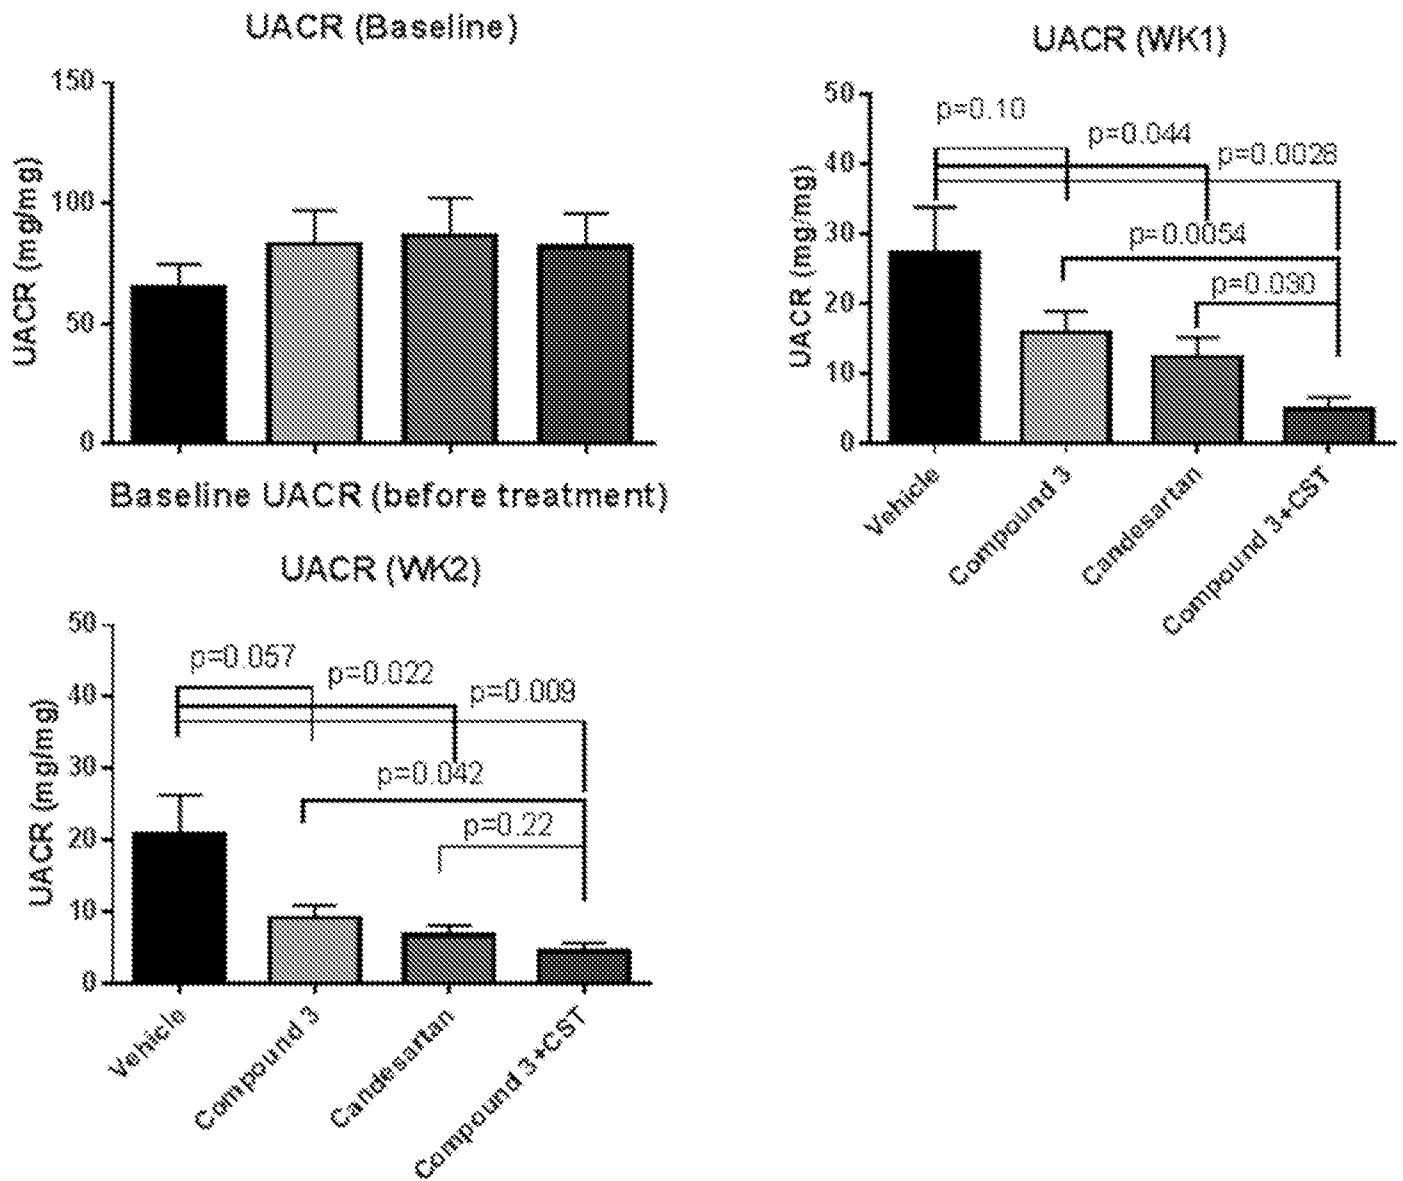 UACR (Baseline)
150
100
50
0
UACR (mg/mg)
Baseline UACR (before treatment)
UACR (WK1)
50
40
30
20
10
0
UACR (mg/mg)
p=0.10
p=0.044
p=0.0028
p=0.0054
p=0.030
Vehicle
Compound 3
Candesartan
Compound 3+CST
UACR (WK2)
50
40
30
20
10
0
UACR (mg/mg)
p=0.057
p=0.022
p=0.009
p=0.042
p=0.22
Vehicle
Compound 3
Candesartan
Compound 3+CST